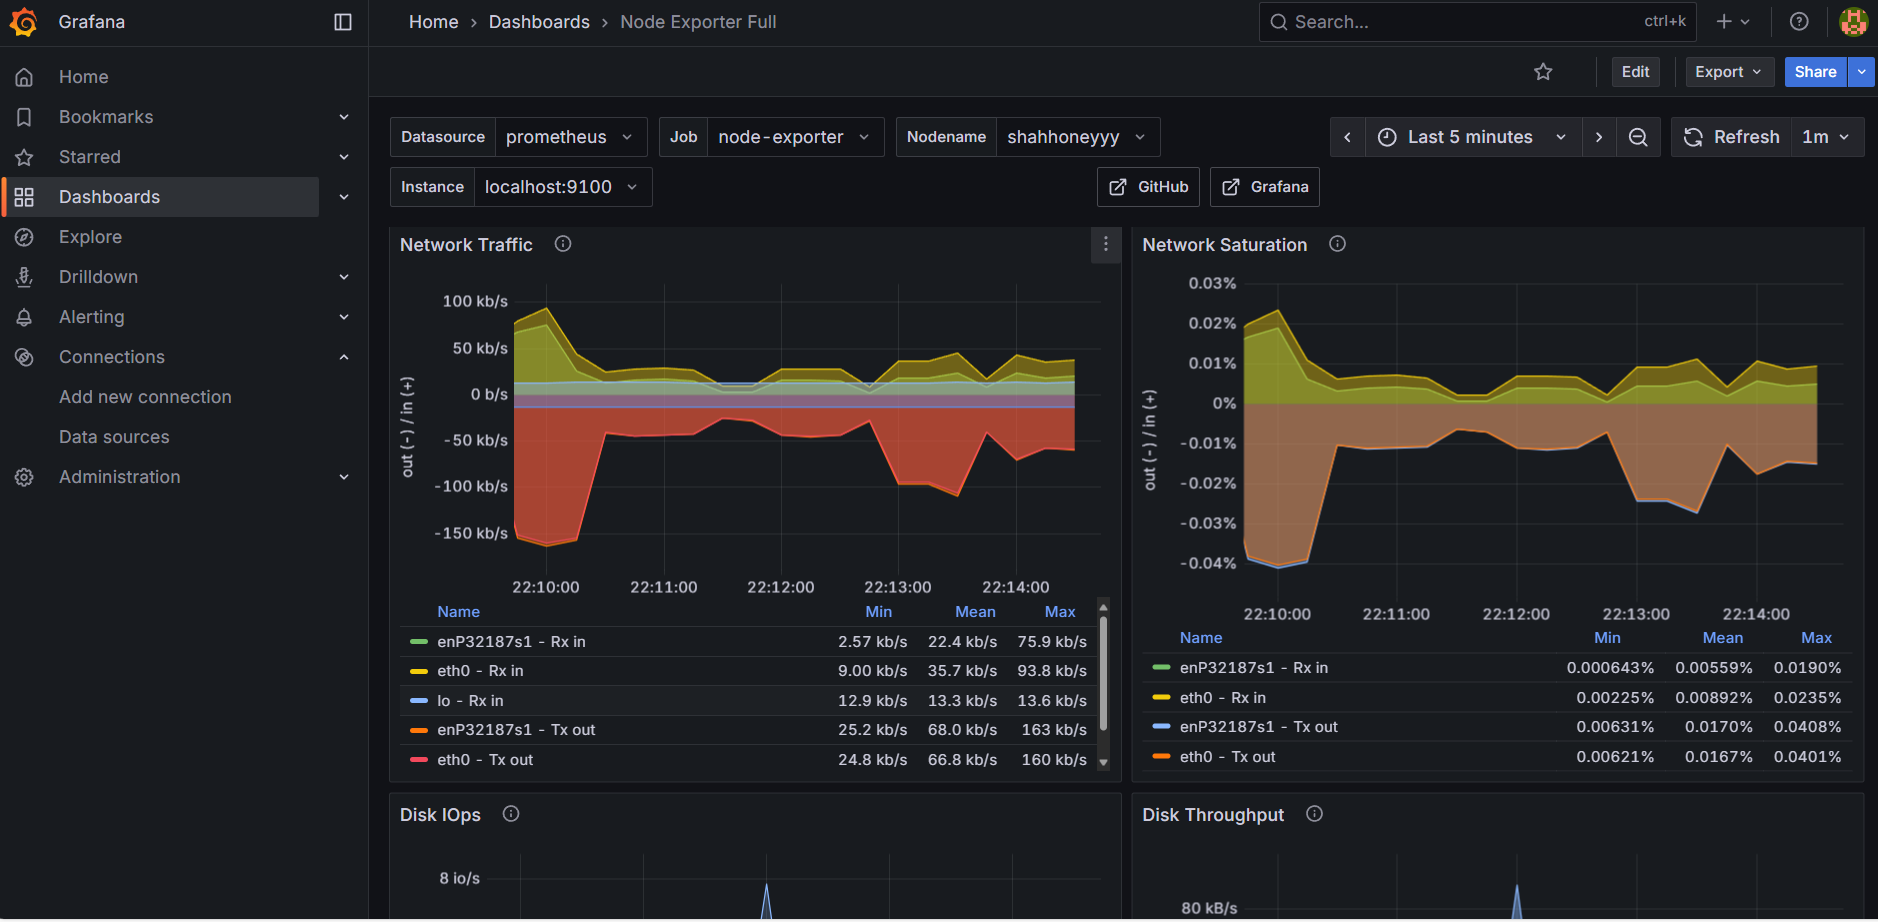 Grafana
Home › Dashboards › Node Exporter Full
Search... ctrl+k
Edit Export Share
Home
Bookmarks
Starred
Dashboards
Explore
Drilldown
Alerting
Connections
Add new connection
Data sources
Administration
Datasource prometheus Job node-exporter Nodename shahhoneyyy Last 5 minutes Refresh 1m
Instance localhost:9100 GitHub Grafana
Network Traffic
100 kb/s
50 kb/s
0 b/s
-50 kb/s
-100 kb/s
-150 kb/s
out (-) / in (+)
22:10:00 22:11:00 22:12:00 22:13:00 22:14:00
Name Min Mean Max
enP32187s1 - Rx in 2.57 kb/s 22.4 kb/s 75.9 kb/s
eth0 - Rx in 9.00 kb/s 35.7 kb/s 93.8 kb/s
lo - Rx in 12.9 kb/s 13.3 kb/s 13.6 kb/s
enP32187s1 - Tx out 25.2 kb/s 68.0 kb/s 163 kb/s
eth0 - Tx out 24.8 kb/s 66.8 kb/s 160 kb/s
Network Saturation
0.03%
0.02%
0.01%
0%
-0.01%
-0.02%
-0.03%
-0.04%
out (-) / in (+)
22:10:00 22:11:00 22:12:00 22:13:00 22:14:00
Name Min Mean Max
enP32187s1 - Rx in 0.000643% 0.00559% 0.0190%
eth0 - Rx in 0.00225% 0.00892% 0.0235%
enP32187s1 - Tx out 0.00631% 0.0170% 0.0408%
eth0 - Tx out 0.00621% 0.0167% 0.0401%
Disk IOps
8 io/s
Disk Throughput
80 kB/s